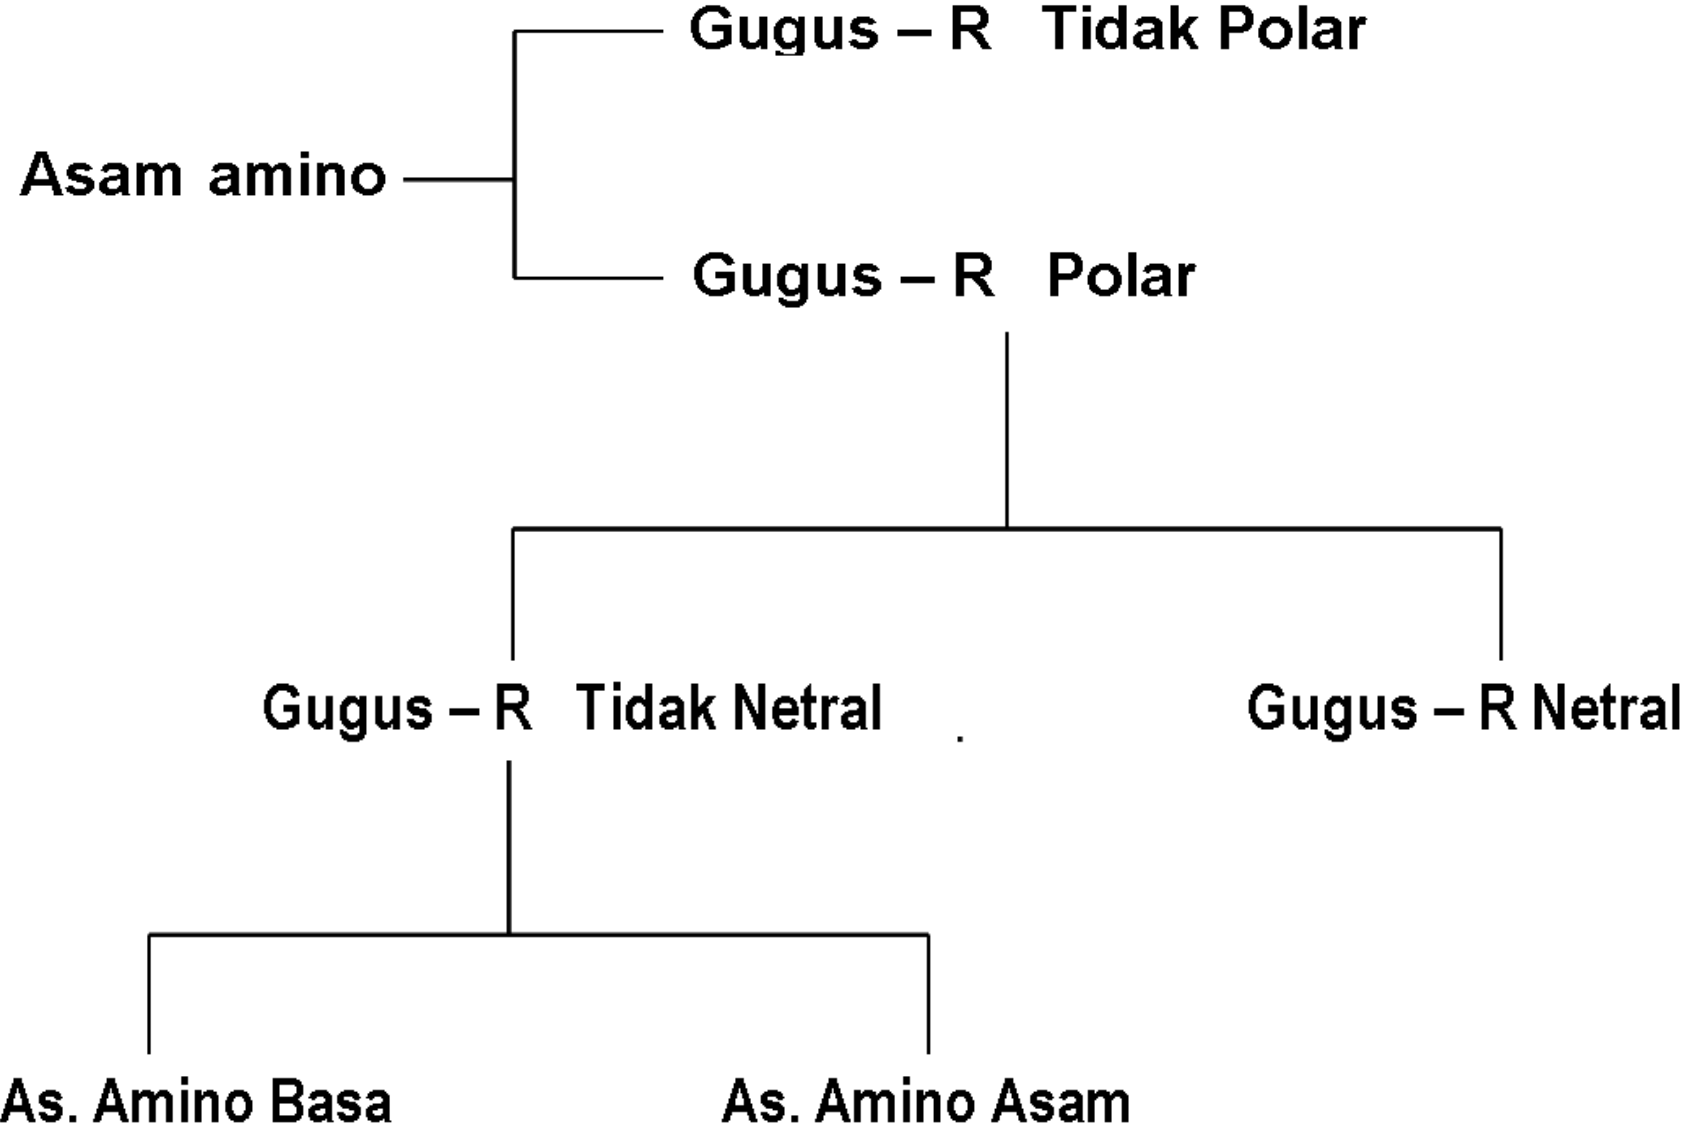 Gugus – R Tidak Polar
Asam amino
Gugus – R Polar
Gugus – R Tidak Netral
Gugus – R Netral
As. Amino Basa
As. Amino Asam